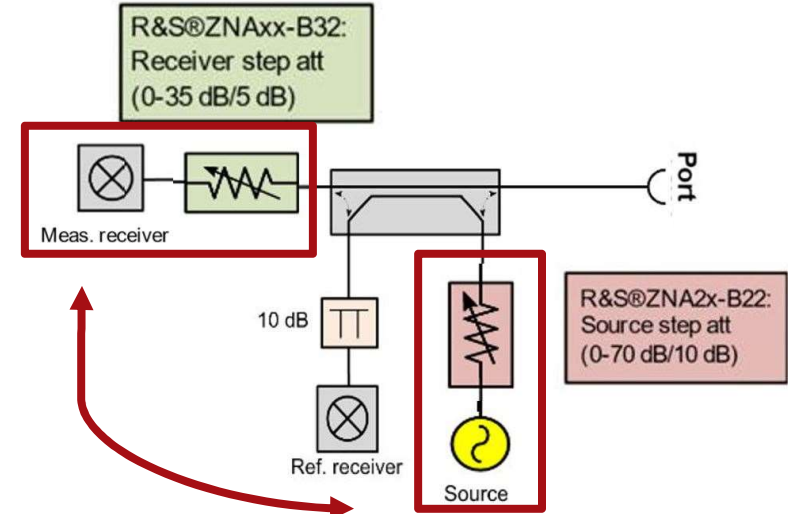 R&S®ZNAxx-B32:
Receiver step att
(0-35 dB/5 dB)
Port
Meas. receiver
10 dB
R&S®ZNA2x-B22:
Source step att
(0-70 dB/10 dB)
Ref. receiver
Source